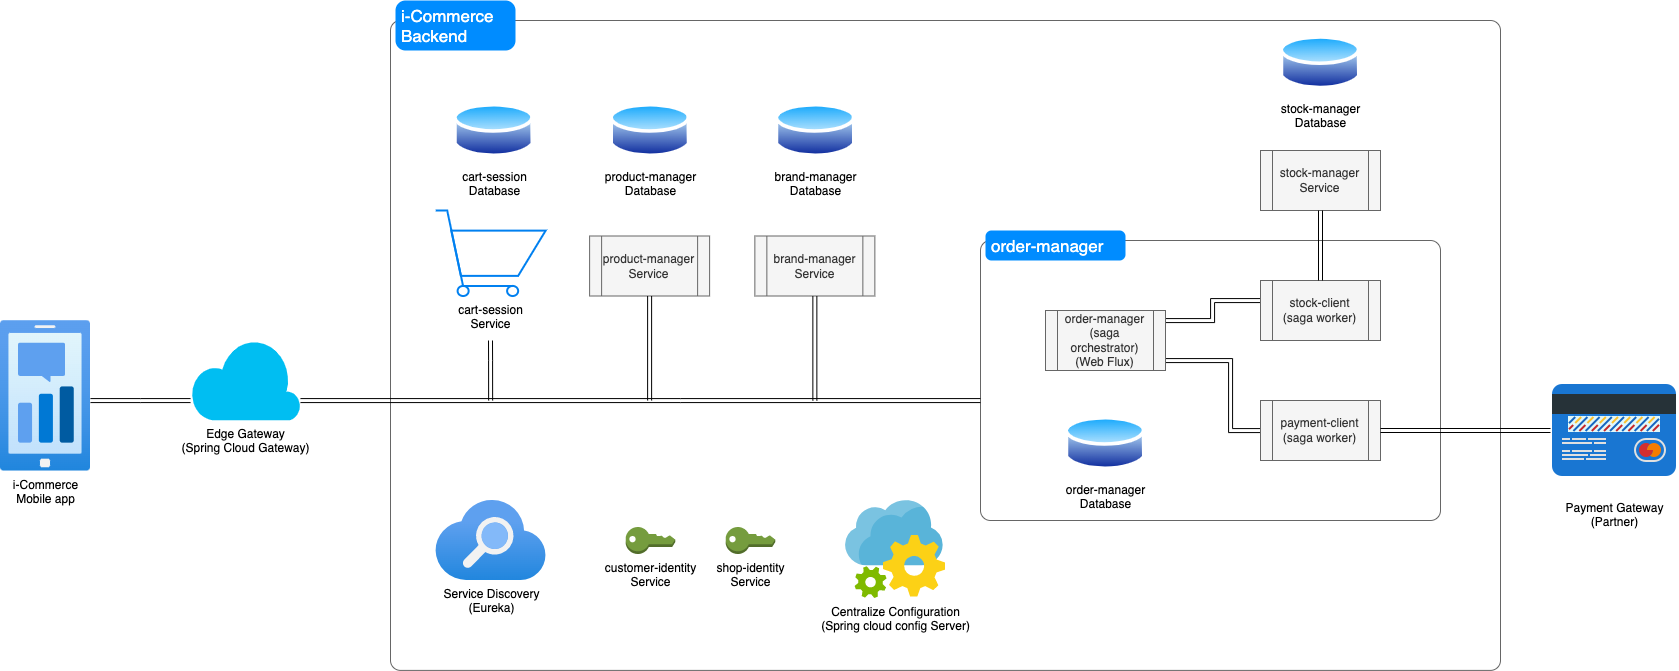 i-Commerce
Backend
stock-manager
Database
cart-session
Database
product-manager
Database
brand-manager
Database
stock-manager
Service
product-manager
Service
brand-manager
Service
order-manager
cart-session
Service
stock-client
(saga worker)
order-manager
(saga
orchestrator)
(Web Flux)
Edge Gateway
(Spring Cloud Gateway)
payment-client
(saga worker)
i-Commerce
Mobile app
order-manager
Database
Payment Gateway
(Partner)
Service Discovery
(Eureka)
customer-identity
Service
shop-identity
Service
Centralize Configuration
(Spring cloud config Server)